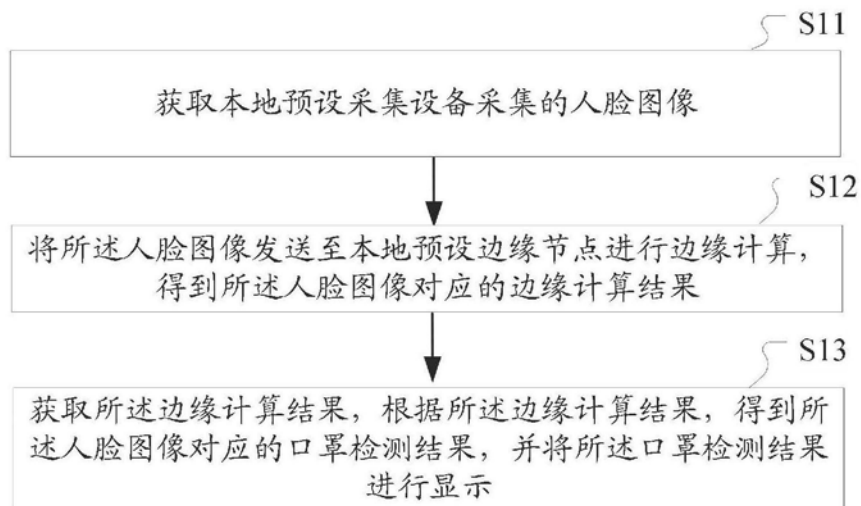 S11
获取本地预设采集设备采集的人脸图像
S12
将所述人脸图像发送至本地预设边缘节点进行边缘计算，
得到所述人脸图像对应的边缘计算结果
S13
获取所述边缘计算结果，根据所述边缘计算结果，得到所
述人脸图像对应的口罩检测结果，并将所述口罩检测结果
进行显示